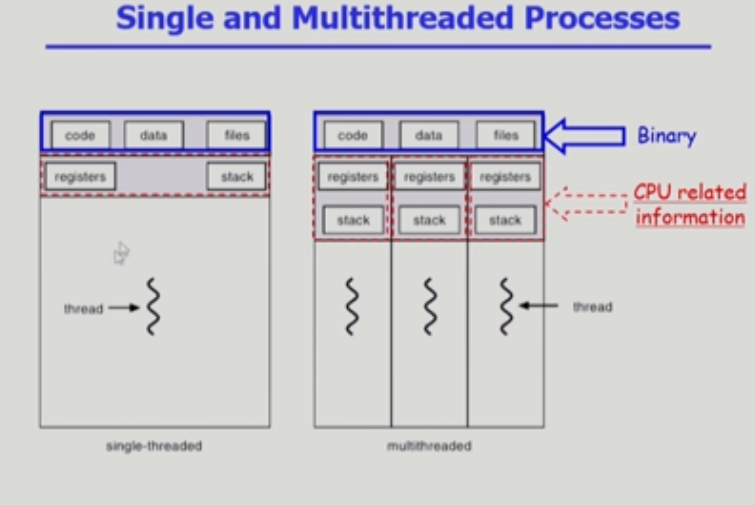 Single and Multithreaded Processes
code data files
registers stack
thread
single-threaded
code data files
registers registers registers
stack stack stack
thread
multithreaded
Binary
CPU related
information